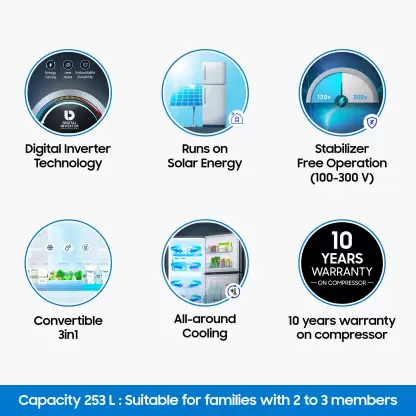 Energy Saving
Less Noise
Unbeatable Durability
DIGITAL INVERTER
Digital Inverter
Technology
Runs on
Solar Energy
130v
300v
Stabilizer
Free Operation
(100-300 V)
Convertible
3in1
All-around
Cooling
10
YEARS
WARRANTY
ON COMPRESSOR
10 years warranty
on compressor
Capacity 253 L : Suitable for families with 2 to 3 members